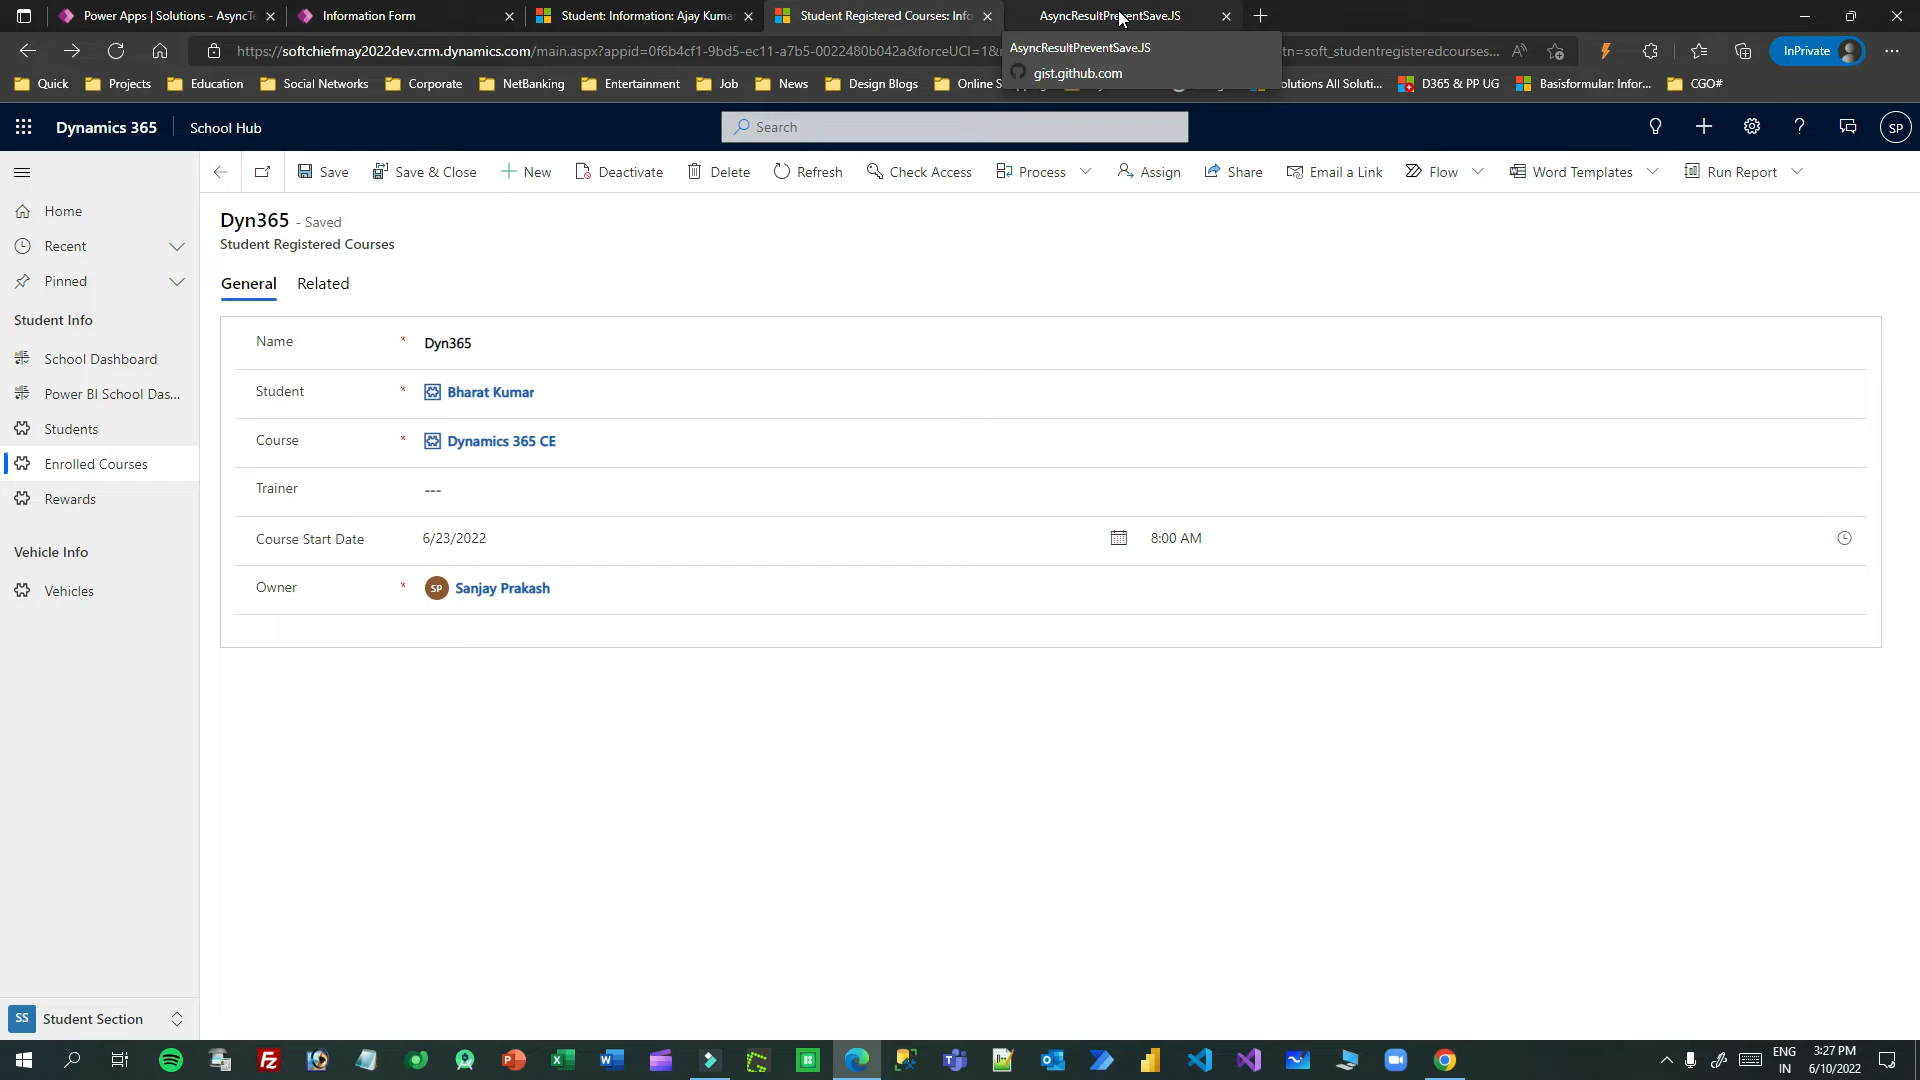 Power Apps | Solutions - AsyncTe
Information Form
Student: Information: Ajay Kuma
Student Registered Courses: Info
AsyncResultPreventSave.JS
https://softchiefmay2022dev.crm.dynamics.com/main.aspx?appid=0f6b4cf1-9bd5-ec11-a7b5-0022480b042a&forceUCI=1&
tn=soft_studentregisteredcourses...
InPrivate
AsyncResultPreventSave.JS
gist.github.com
Quick
Projects
Education
Social Networks
Corporate
NetBanking
Entertainment
Job
News
Design Blogs
Online S
olutions All Soluti...
D365 & PP UG
Basisformular: Infor...
CGO#
Dynamics 365
School Hub
Search
SP
Save
Save & Close
New
Deactivate
Delete
Refresh
Check Access
Process
Assign
Share
Email a Link
Flow
Word Templates
Run Report
Home
Recent
Pinned
Student Info
School Dashboard
Power BI School Das...
Students
Enrolled Courses
Rewards
Vehicle Info
Vehicles
SS Student Section
Dyn365 - Saved
Student Registered Courses
General Related
Name * Dyn365
Student * Bharat Kumar
Course * Dynamics 365 CE
Trainer ---
Course Start Date 6/23/2022 8:00 AM
Owner * SP Sanjay Prakash
ENG
IN
3:27 PM
6/10/2022